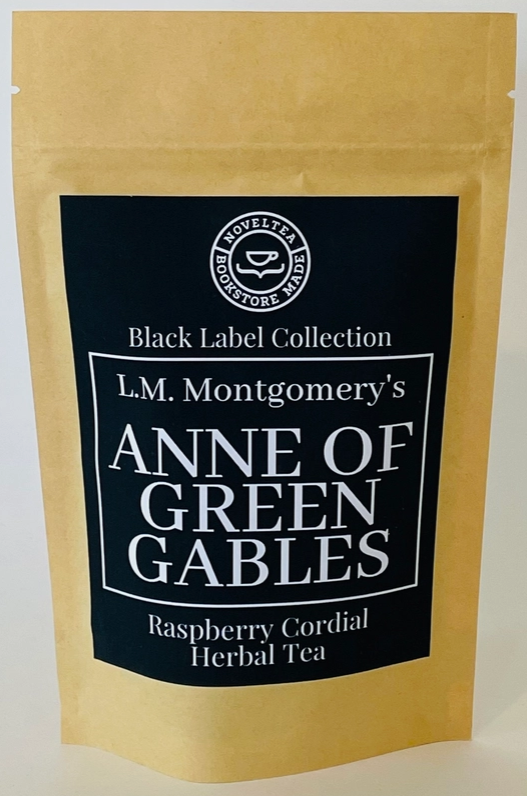 NOVELTEA
BOOKSTORE MADE
Black Label Collection
L.M. Montgomery's
ANNE OF
GREEN
GABLES
Raspberry Cordial
Herbal Tea